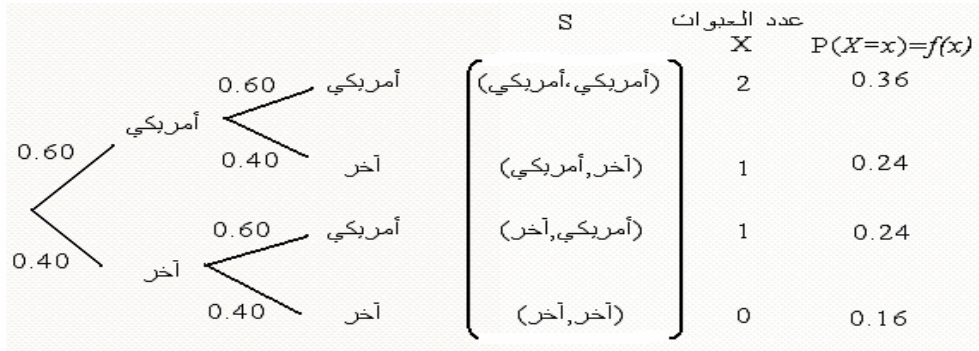 S عدد العبوات
X P(X=x)=f(x)
0.60 أمريكي (أمريكي،أمريكي) 2 0.36
أمريكي
0.60 0.40 آخر (آخر,أمريكي) 1 0.24
0.60 أمريكي (أمريكي,آخر) 1 0.24
0.40 آخر
0.40 آخر (آخر,آخر) 0 0.16